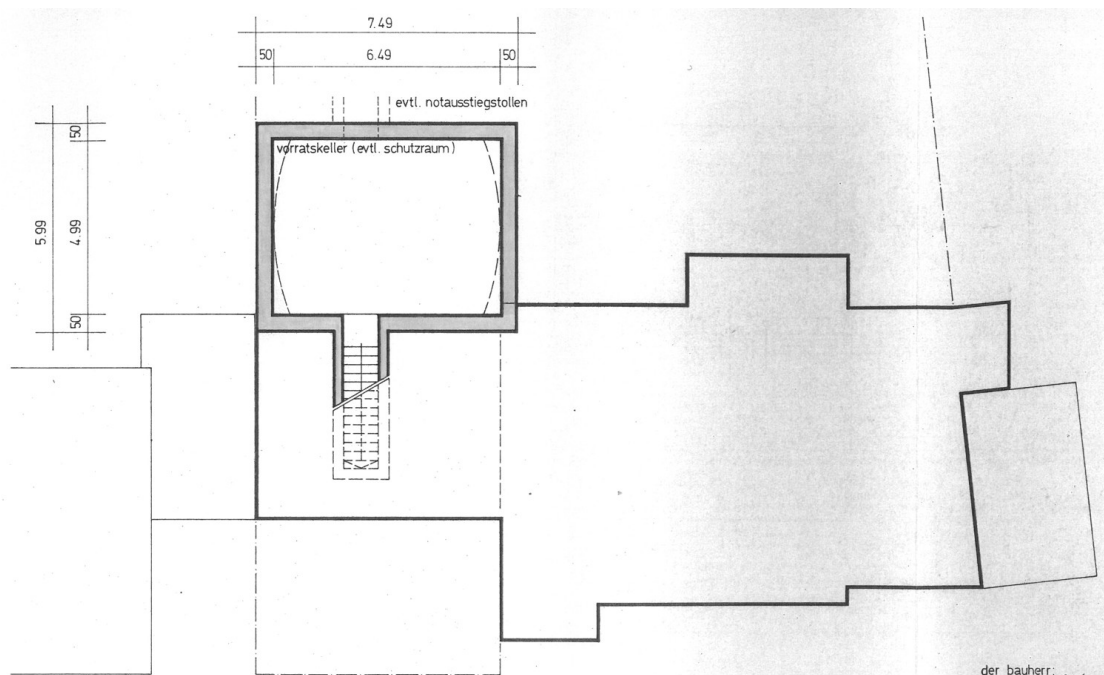 7.49
50 6.49 50
evtl. notausstiegstollen
vorratskeller (evtl. schutzraum)
50
5.99 4.99
50
der bauherr: